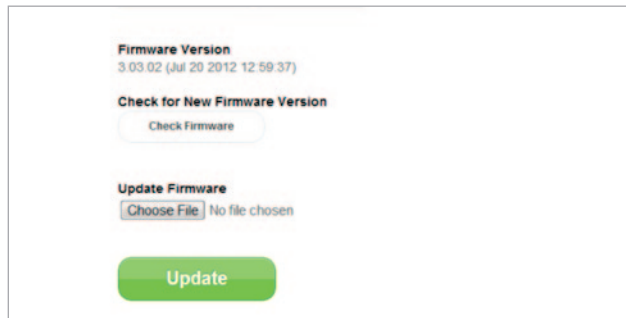 Firmware Version
3.03.02 (Jul 20 2012 12:59:37)
Check for New Firmware Version
Check Firmware
Update Firmware
Choose File No file chosen
Update